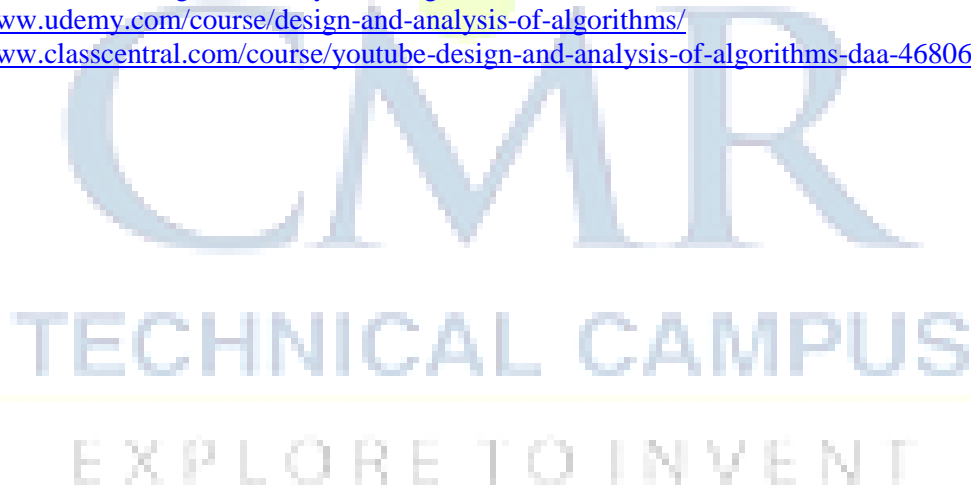 ww.udemy.com/course/design-and-analysis-of-algorithms/
ww.classcentral.com/course/youtube-design-and-analysis-of-algorithms-daa-46806
CMR
TECHNICAL CAMPUS
EXPLORE TO INVENT